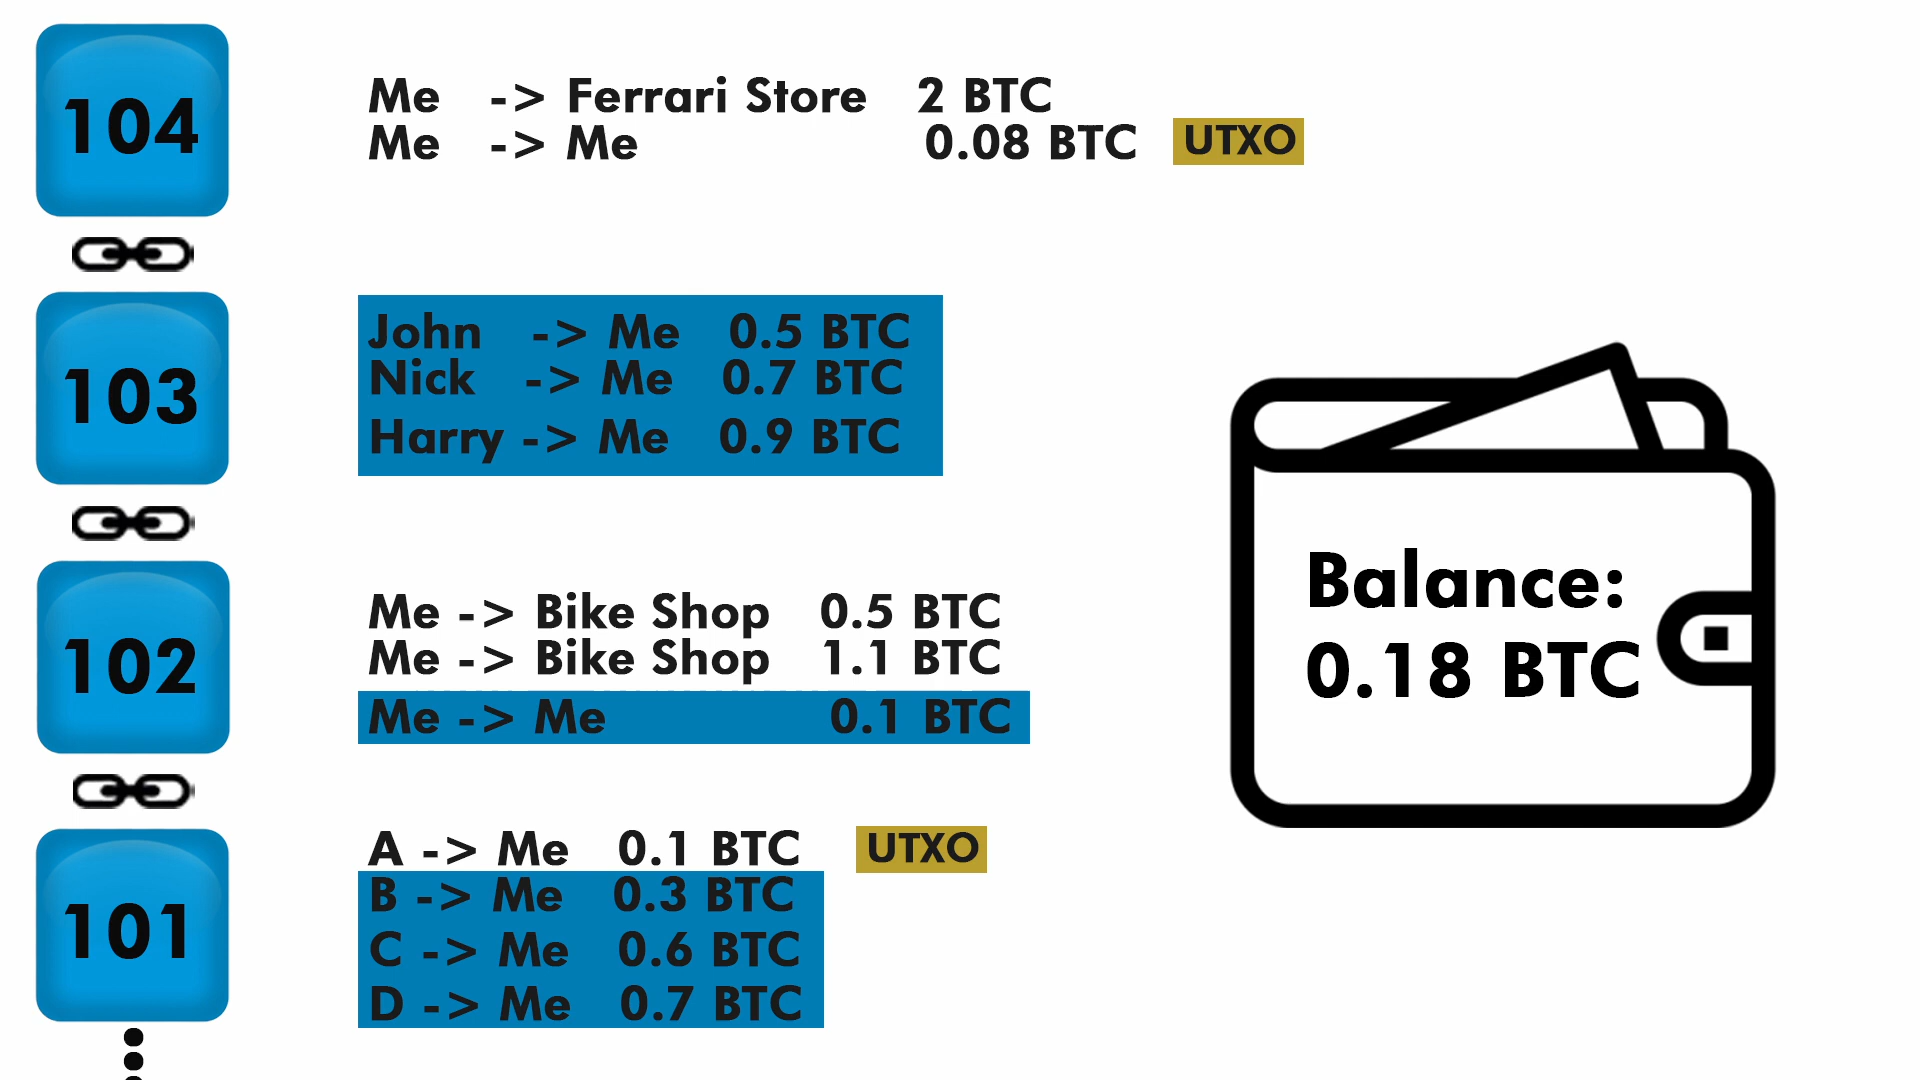 104
Me -> Ferrari Store 2 BTC
Me -> Me 0.08 BTC UTXO
103
John -> Me 0.5 BTC
Nick -> Me 0.7 BTC
Harry -> Me 0.9 BTC
102
Me -> Bike Shop 0.5 BTC
Me -> Bike Shop 1.1 BTC
Me -> Me 0.1 BTC
101
A -> Me 0.1 BTC UTXO
B -> Me 0.3 BTC
C -> Me 0.6 BTC
D -> Me 0.7 BTC
Balance:
0.18 BTC